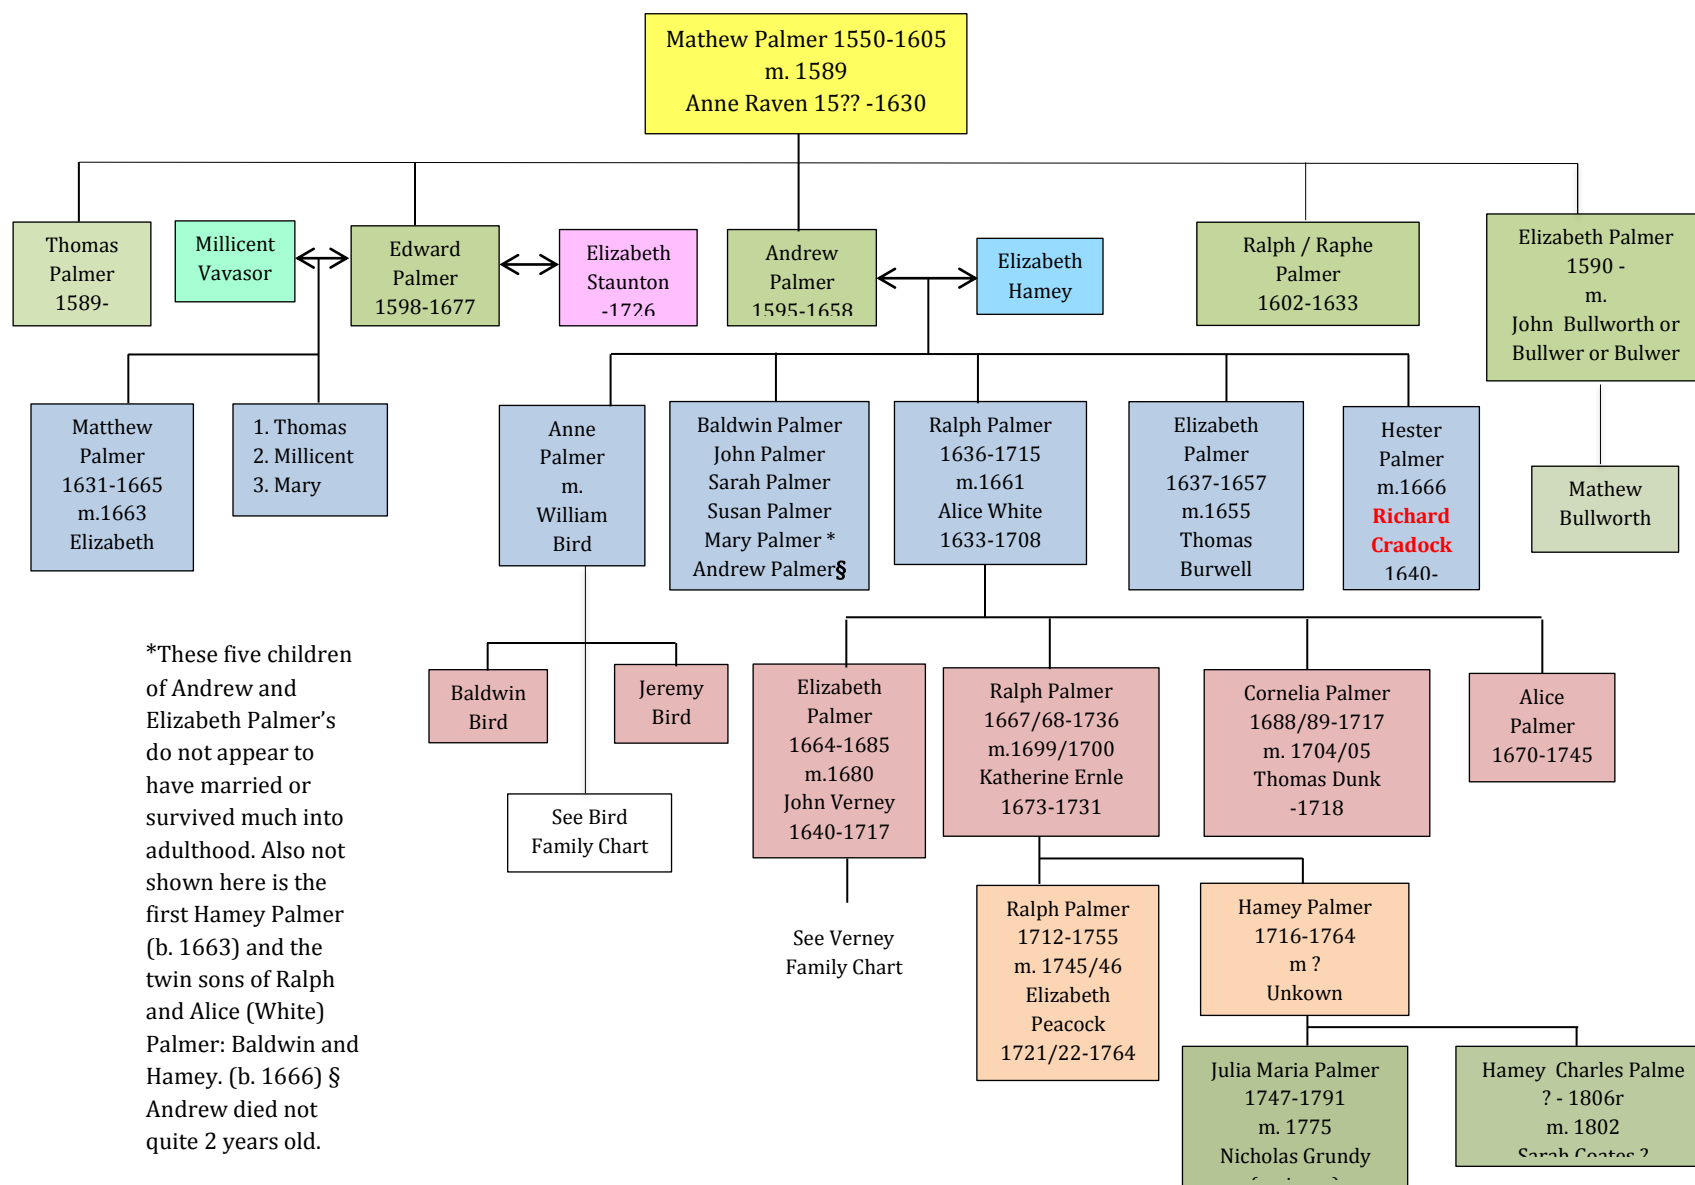 Mathew Palmer 1550-1605
m. 1589
Anne Raven 15?? -1630
Thomas
Palmer
1589-
Millicent
Vavasor
Edward
Palmer
1598-1677
Elizabeth
Staunton
-1726
Andrew
Palmer
1595-1658
Elizabeth
Hamey
Ralph / Raphe
Palmer
1602-1633
Elizabeth Palmer
1590 -
m.
John Bullworth or
Bullwer or Bulwer
Matthew
Palmer
1631-1665
m.1663
Elizabeth
1. Thomas
2. Millicent
3. Mary
Anne
Palmer
m.
William
Bird
Baldwin Palmer
John Palmer
Sarah Palmer
Susan Palmer
Mary Palmer *
Andrew Palmer§
Ralph Palmer
1636-1715
m.1661
Alice White
1633-1708
Elizabeth
Palmer
1637-1657
m.1655
Thomas
Burwell
Hester
Palmer
m.1666
Richard
Cradock
1640-
Mathew
Bullworth
*These five children
of Andrew and
Elizabeth Palmer’s
do not appear to
have married or
survived much into
adulthood. Also not
shown here is the
first Hamey Palmer
(b. 1663) and the
twin sons of Ralph
and Alice (White)
Palmer: Baldwin and
Hamey. (b. 1666) §
Andrew died not
quite 2 years old.
Baldwin
Bird
Jeremy
Bird
See Bird
Family Chart
Elizabeth
Palmer
1664-1685
m.1680
John Verney
1640-1717
Ralph Palmer
1667/68-1736
m.1699/1700
Katherine Ernle
1673-1731
Cornelia Palmer
1688/89-1717
m. 1704/05
Thomas Dunk
-1718
Alice
Palmer
1670-1745
See Verney
Family Chart
Ralph Palmer
1712-1755
m. 1745/46
Elizabeth
Peacock
1721/22-1764
Hamey Palmer
1716-1764
m ?
Unkown
Julia Maria Palmer
1747-1791
m. 1775
Nicholas Grundy
Hamey Charles Palme
? - 1806r
m. 1802
Sarah Coates ?